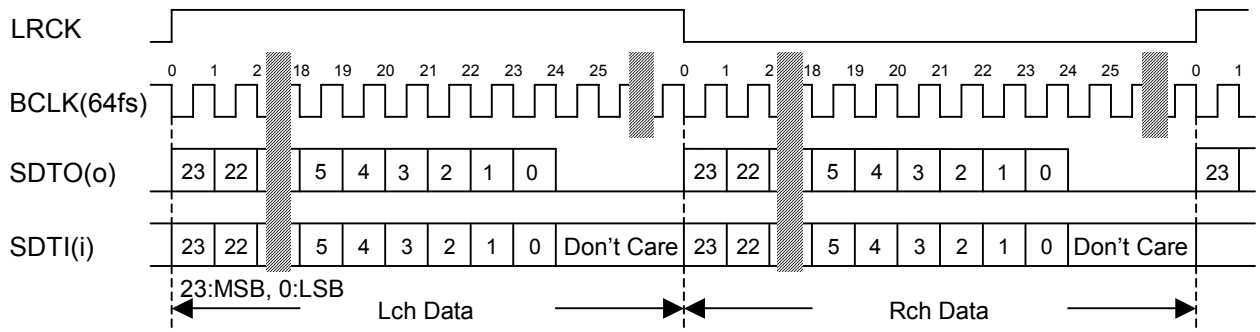 LRCK
0 1 2 18 19 20 21 22 23 24 25 0 1 2 18 19 20 21 22 23 24 25 0 1
BCLK(64fs)
SDTO(o) 23 22 5 4 3 2 1 0 23 22 5 4 3 2 1 0 23
SDTI(i) 23 22 5 4 3 2 1 0 Don't Care 23 22 5 4 3 2 1 0 Don't Care
23:MSB, 0:LSB
Lch Data Rch Data